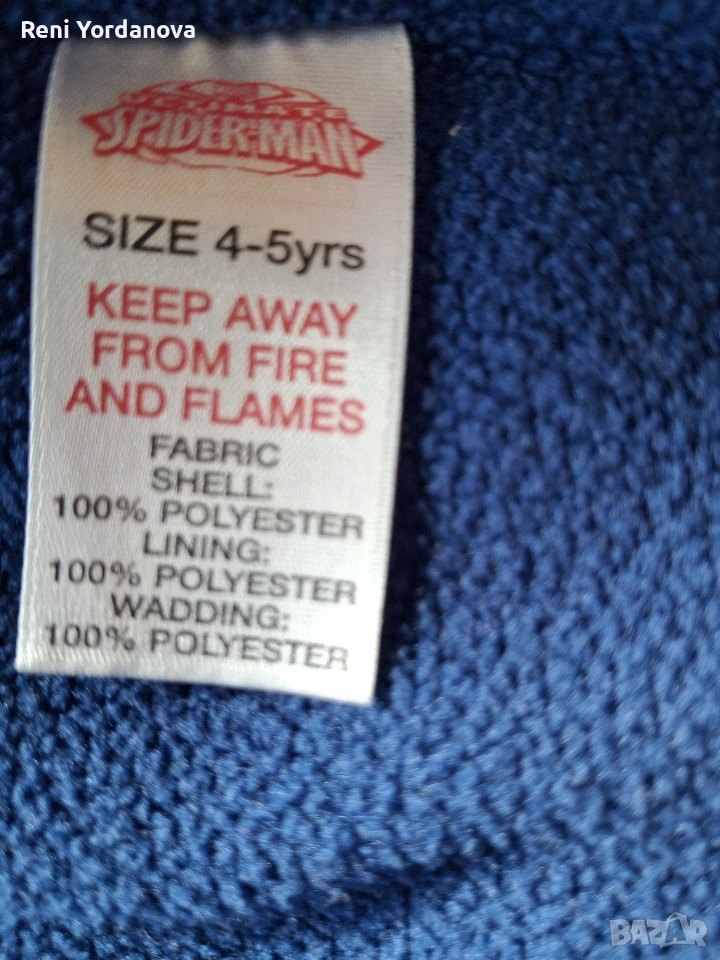 Reni Yordanova
ULTIMATE
SPIDER-MAN
SIZE 4-5yrs
KEEP AWAY
FROM FIRE
AND FLAMES
FABRIC
SHELL:
100% POLYESTER
LINING:
100% POLYESTER
WADDING:
100% POLYESTER
BAZAR